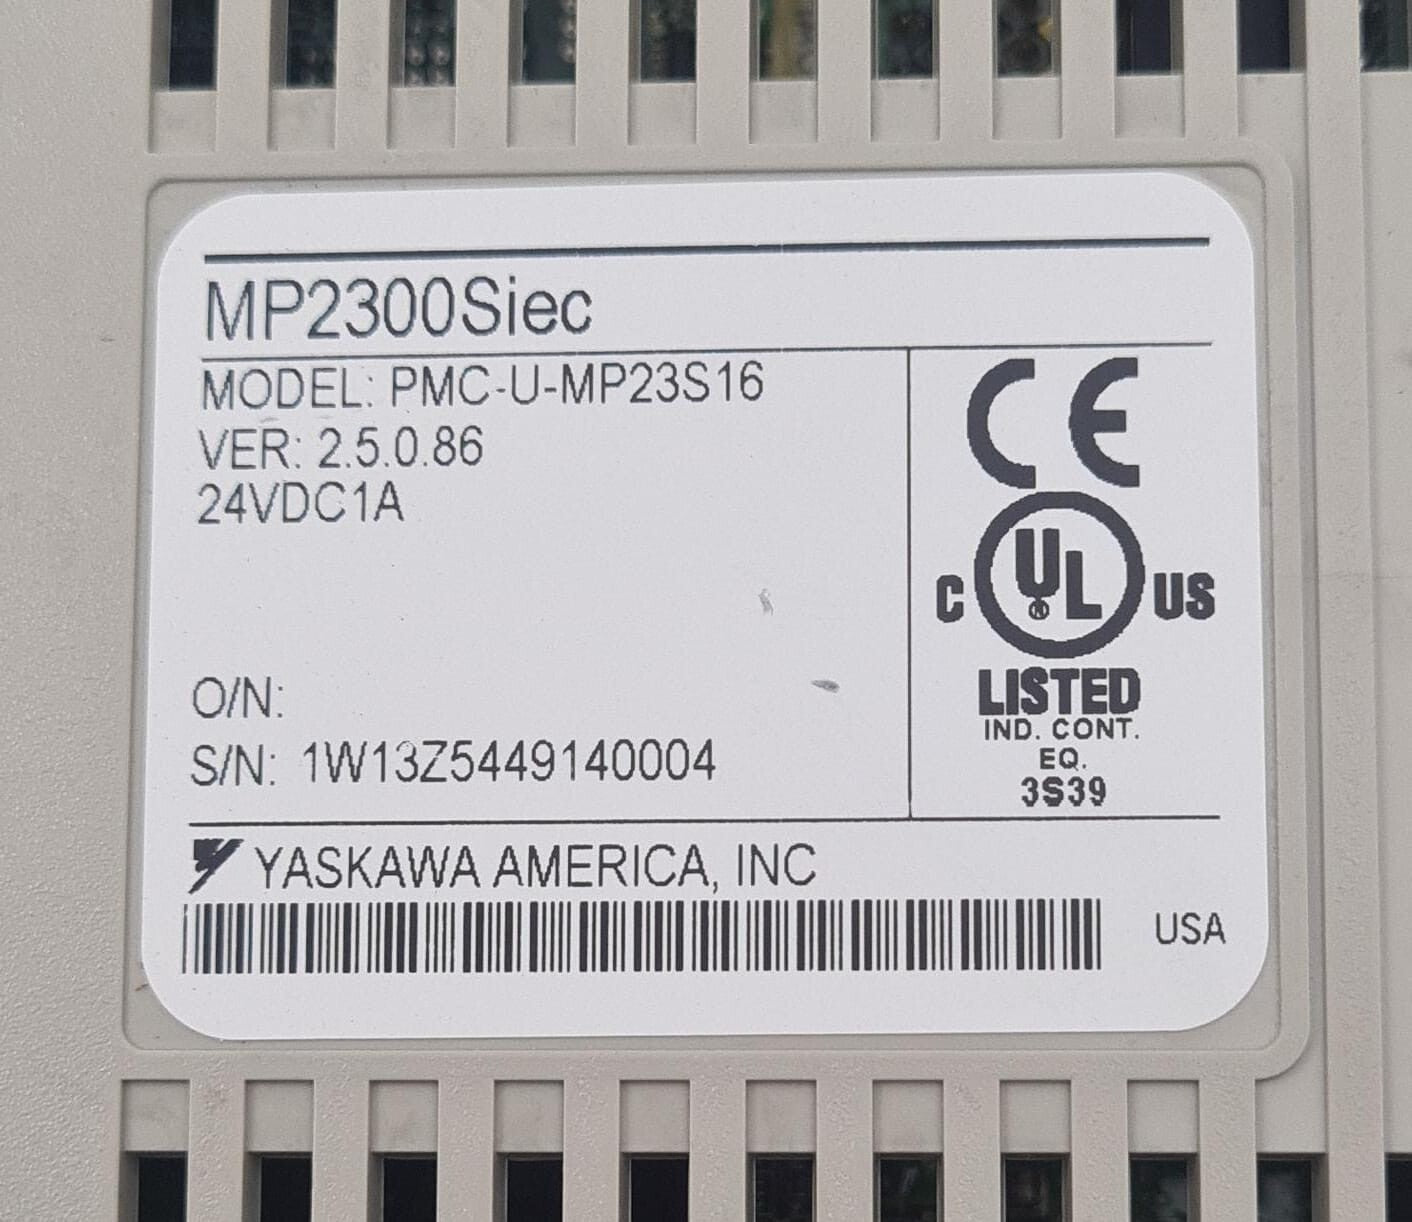 MP2300Siec
MODEL: PMC-U-MP23S16
VER: 2.5.0.86
24VDC1A
O/N:
S/N: 1W13Z5449140004
CE
C UL® US
LISTED
IND. CONT.
EQ.
3S39
YASKAWA AMERICA, INC
USA